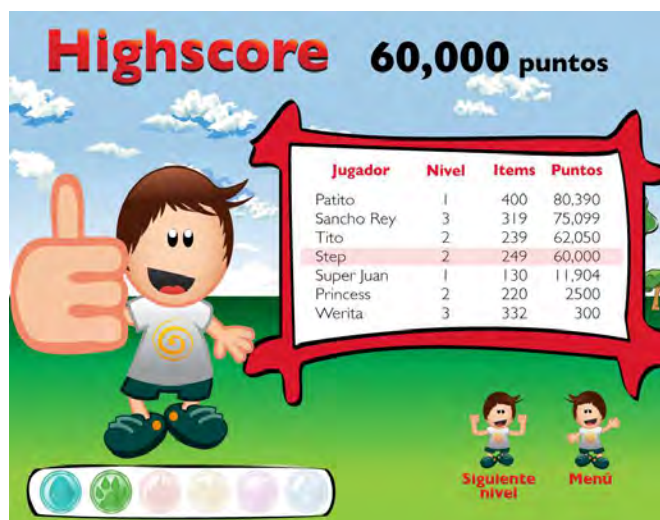 Highscore 60,000 puntos
Jugador Nivel Items Puntos
Patito 1 400 80,390
Sancho Rey 3 319 75,099
Tito 2 239 62,050
Step 2 249 60,000
Super Juan 1 130 11,904
Princess 2 220 2500
Werita 3 332 300
Siguiente nivel
Menú